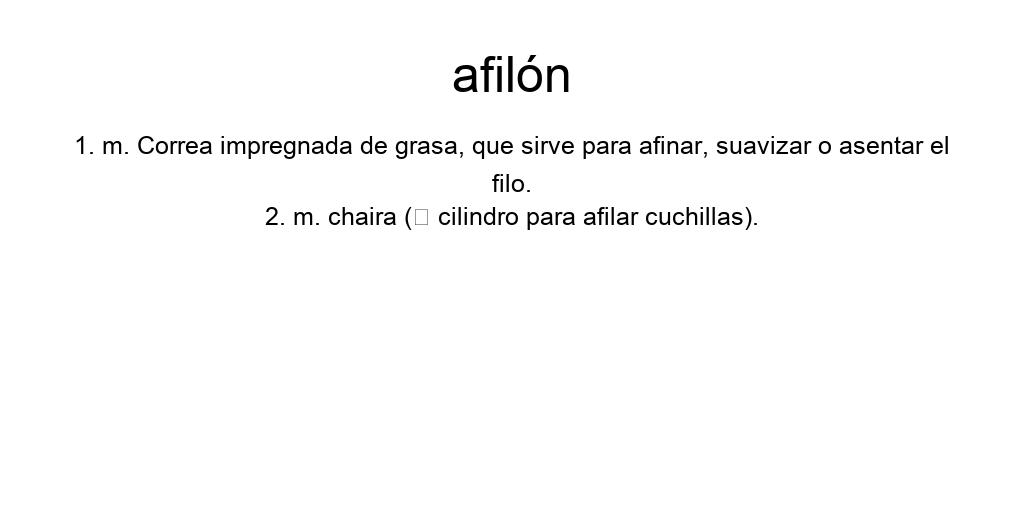 afilón
1. m. Correa impregnada de grasa, que sirve para afinar, suavizar o asentar el
filo.
2. m. chaira (□ cilindro para afilar cuchillas).